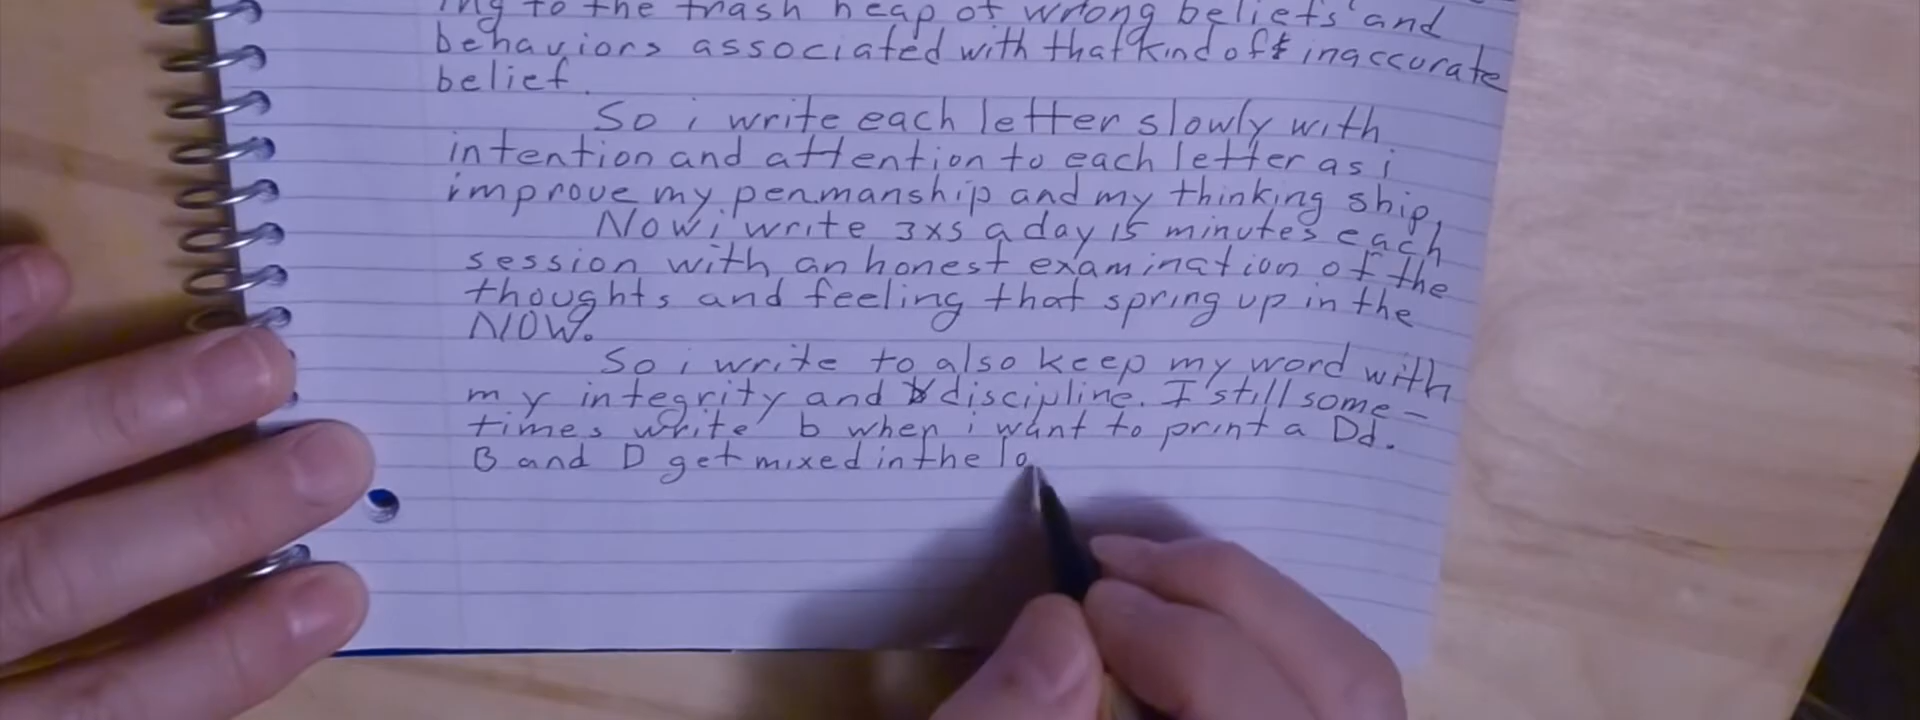 ing to the trash heap of wrong beliefs and
behaviors associated with that kind of inaccurate
belief.
So i write each letter slowly with
intention and attention to each letter as i
improve my penmanship and my thinking ship.
Now i write 3xs a day 15 minutes each
session with an honest examination of the
thoughts and feeling that spring up in the
NOW.
So i write to also keep my word with
my integrity and discipline. I still some-
times write b when i want to print a Dd.
B and D get mixed in the lo